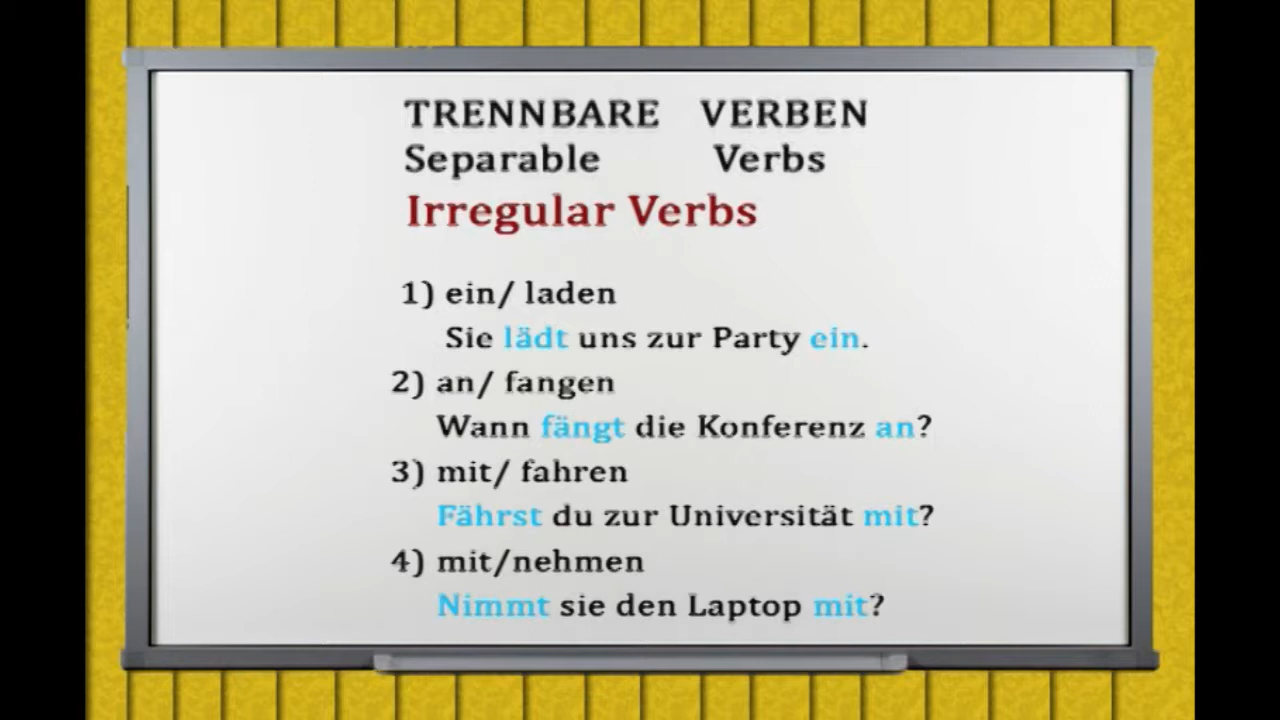 TRENNBARE VERBEN
Separable Verbs
Irregular Verbs
1) ein/ laden
Sie lädt uns zur Party ein.
2) an/ fangen
Wann fängt die Konferenz an?
3) mit/ fahren
Fährst du zur Universität mit?
4) mit/nehmen
Nimmt sie den Laptop mit?